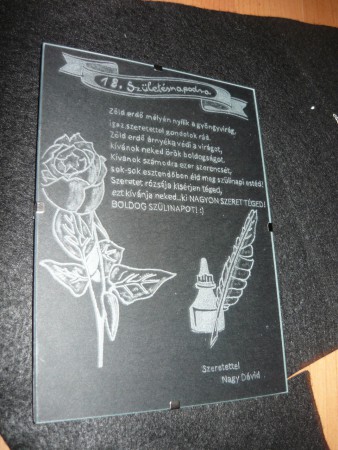 18. Születésnapodra
Zöld erdő mélyén nyílik a gyöngyvirág,
igaz szeretettel gondolok rád.
Zöld erdő árnyéka védi a virágot,
kívánok neked örök boldogságot.
Kívánok számodra ezer szerencsét,
sok-sok esztendőben éld meg szülinapi estéd!
Szeretet rózsája kísérjen téged,
ezt kívánja neked...ki NAGYON SZERET TÉGED!
BOLDOG SZÜLINAPOT! :)
Szeretettel
Nagy Dávid